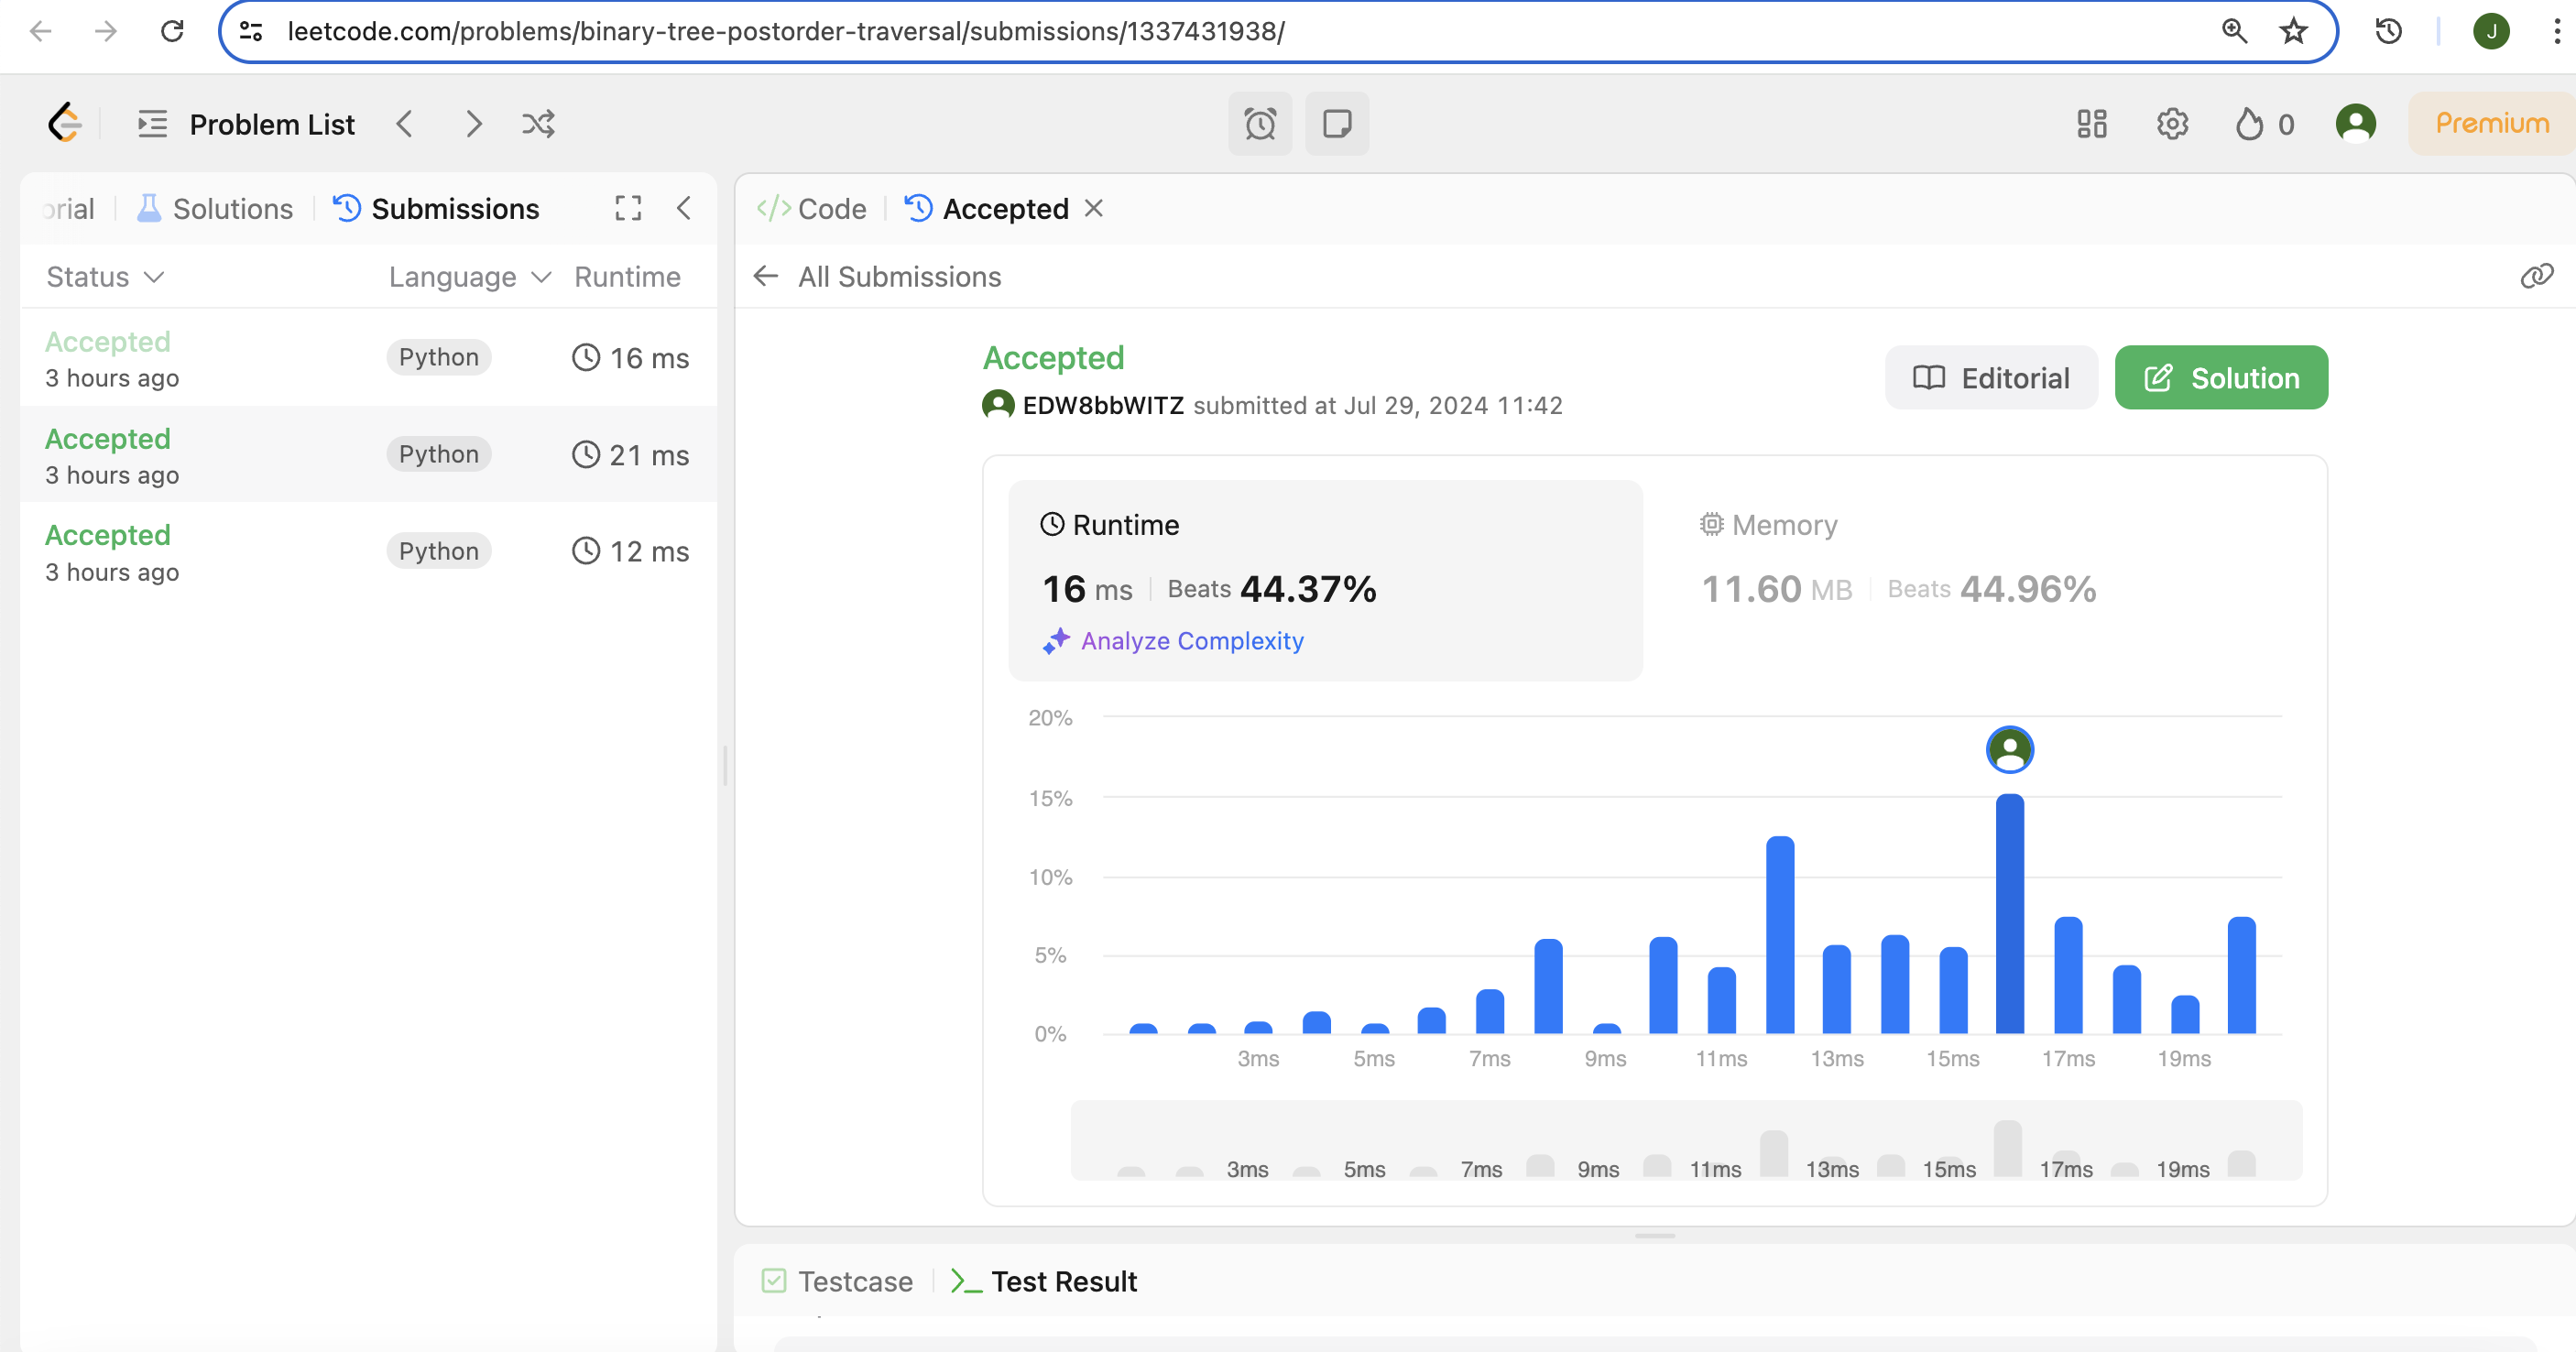 leetcode.com/problems/binary-tree-postorder-traversal/submissions/1337431938/
J
Problem List
0
Premium
orial
Solutions
Submissions
Status
Language
Runtime
Accepted
3 hours ago
Python
16 ms
Accepted
3 hours ago
Python
21 ms
Accepted
3 hours ago
Python
12 ms
Code
Accepted
All Submissions
Accepted
EDW8bbWITZ submitted at Jul 29, 2024 11:42
Editorial
Solution
Runtime
16 ms
Beats 44.37%
Analyze Complexity
Memory
11.60 MB
Beats 44.96%
20%
15%
10%
5%
0%
3ms 5ms 7ms 9ms 11ms 13ms 15ms 17ms 19ms
3ms 5ms 7ms 9ms 11ms 13ms 15ms 17ms 19ms
Testcase
Test Result